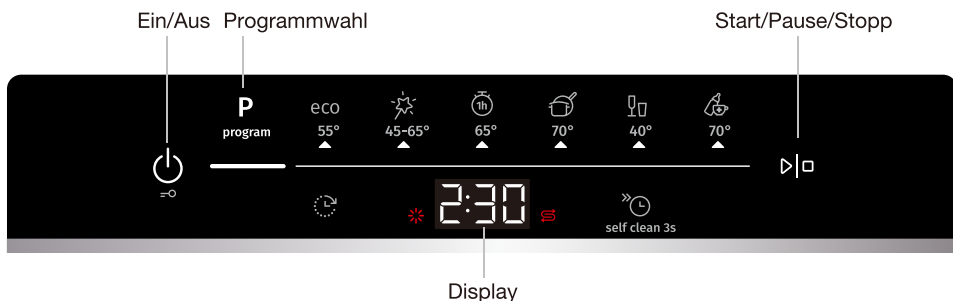 Ein/Aus Programmwahl Start/Pause/Stopp
P
program
eco
1h
55° 45-65° 65° 70° 40° 70°
2:30
self clean 3s
Display